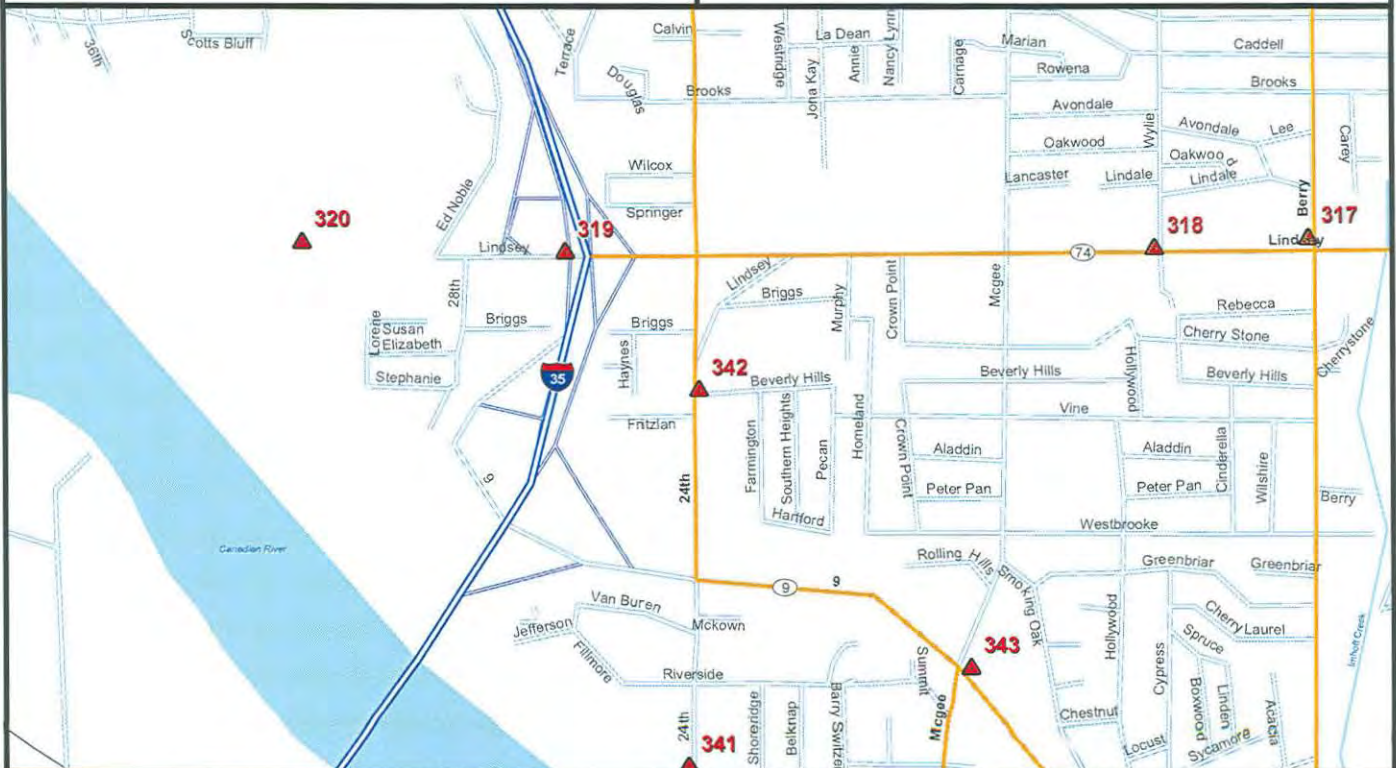 36th
Scotts Bluff
Terrace
Calvin
Westridge
La Dean
Annie
Nancy Lynn
Jona Kay
Carnage
Marian
Rowena
Caddell
Douglas
Brooks
Brooks
Avondale
Avondale
Lee
Carey
Wylie
Oakwood
Oakwood
Wilcox
Lancaster
Lindale
Lindale
Ed Noble
Springer
Berry
320
319
318
317
Lindsey
Lindsey
74
28th
Lindsey
Briggs
Murphy
Crown Point
Mcgee
Rebecca
Lorene
Susan
Elizabeth
Stephanie
Briggs
Briggs
Haynes
Cherry Stone
Cherrystone
35
342
Beverly Hills
Beverly Hills
Hollywood
Beverly Hills
Fritzlan
Vine
Farmington
Southern Heights
Pecan
Homeland
Crown Point
Aladdin
Aladdin
Cinderella
Wilshire
9
24th
Peter Pan
Peter Pan
Berry
Hartford
Westbrooke
Canadian River
Rolling Hills
Smoking Oak
Greenbriar
Greenbriar
9
9
Van Buren
Jefferson
Mckown
Hollywood
Cherry Laurel
Spruce
Imhoff Creek
Fillmore
343
Riverside
Summit
Cypress
Boxwood
Linden
Acacia
24th
Shoreridge
Belknap
Barry Switzer
Mcgee
Chestnut
Locust
Sycamore
341